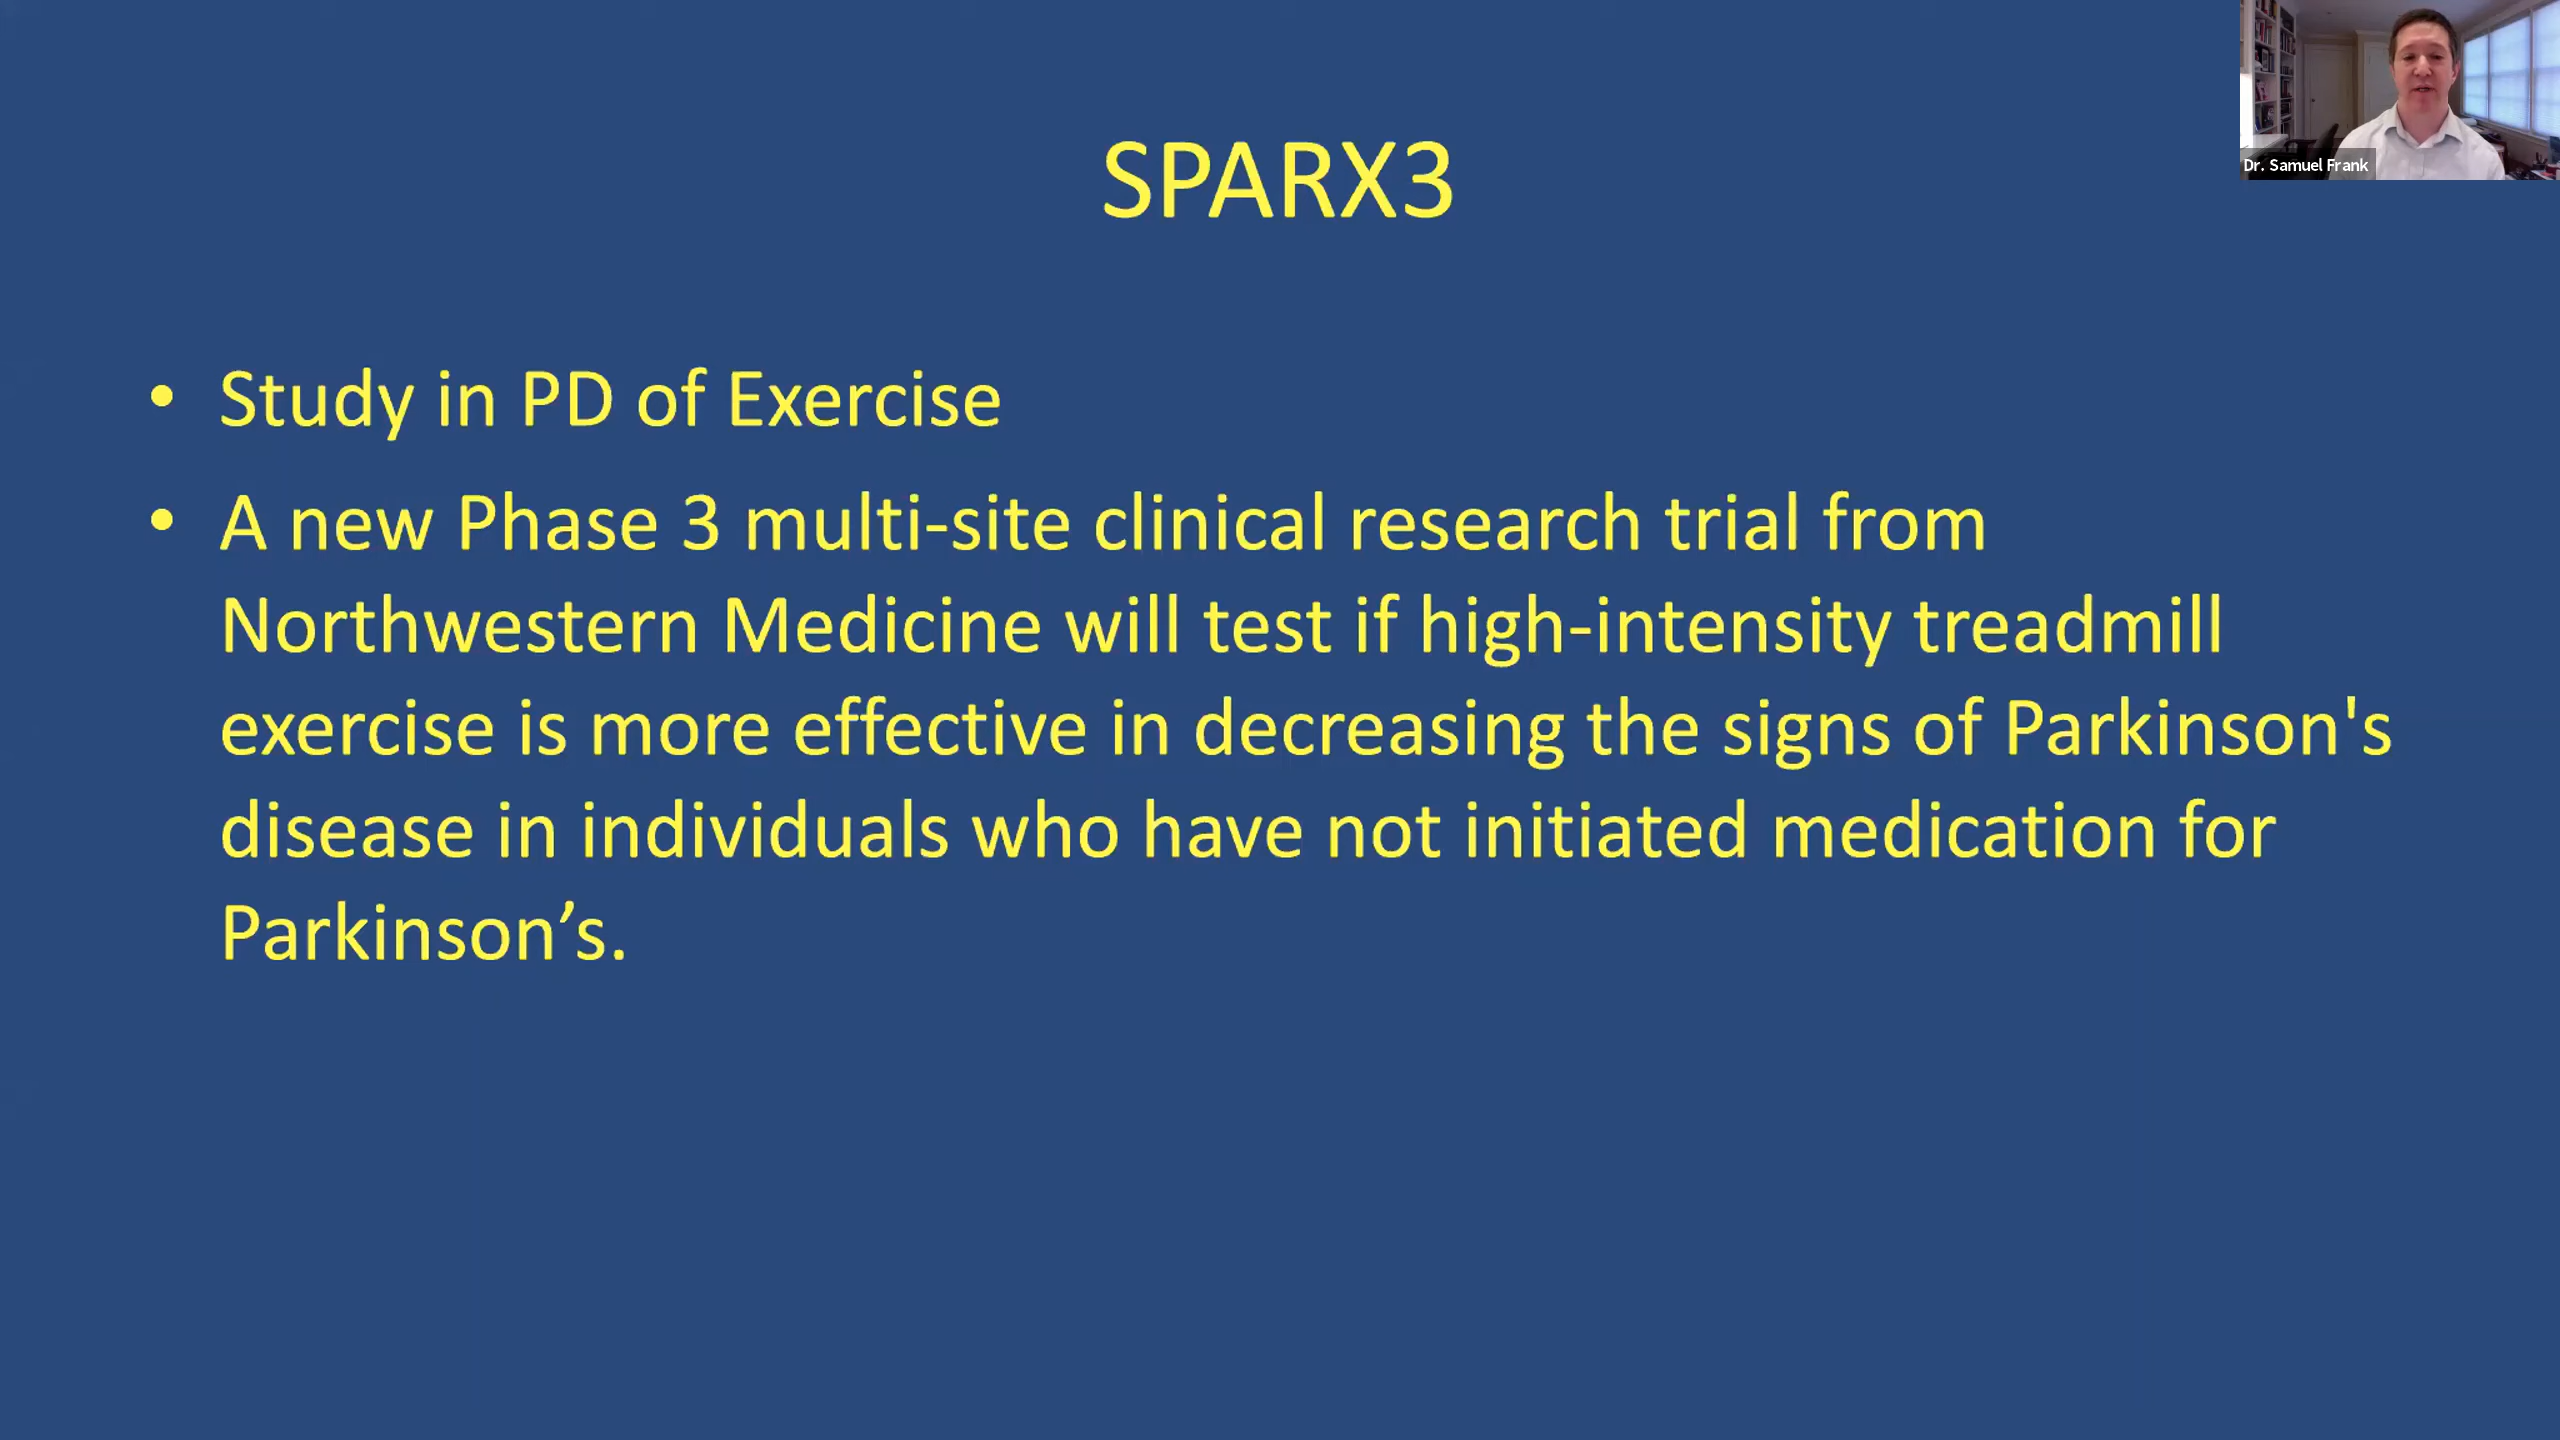 SPARX3
Dr. Samuel Frank
• Study in PD of Exercise
• A new Phase 3 multi-site clinical research trial from
Northwestern Medicine will test if high-intensity treadmill
exercise is more effective in decreasing the signs of Parkinson's
disease in individuals who have not initiated medication for
Parkinson’s.